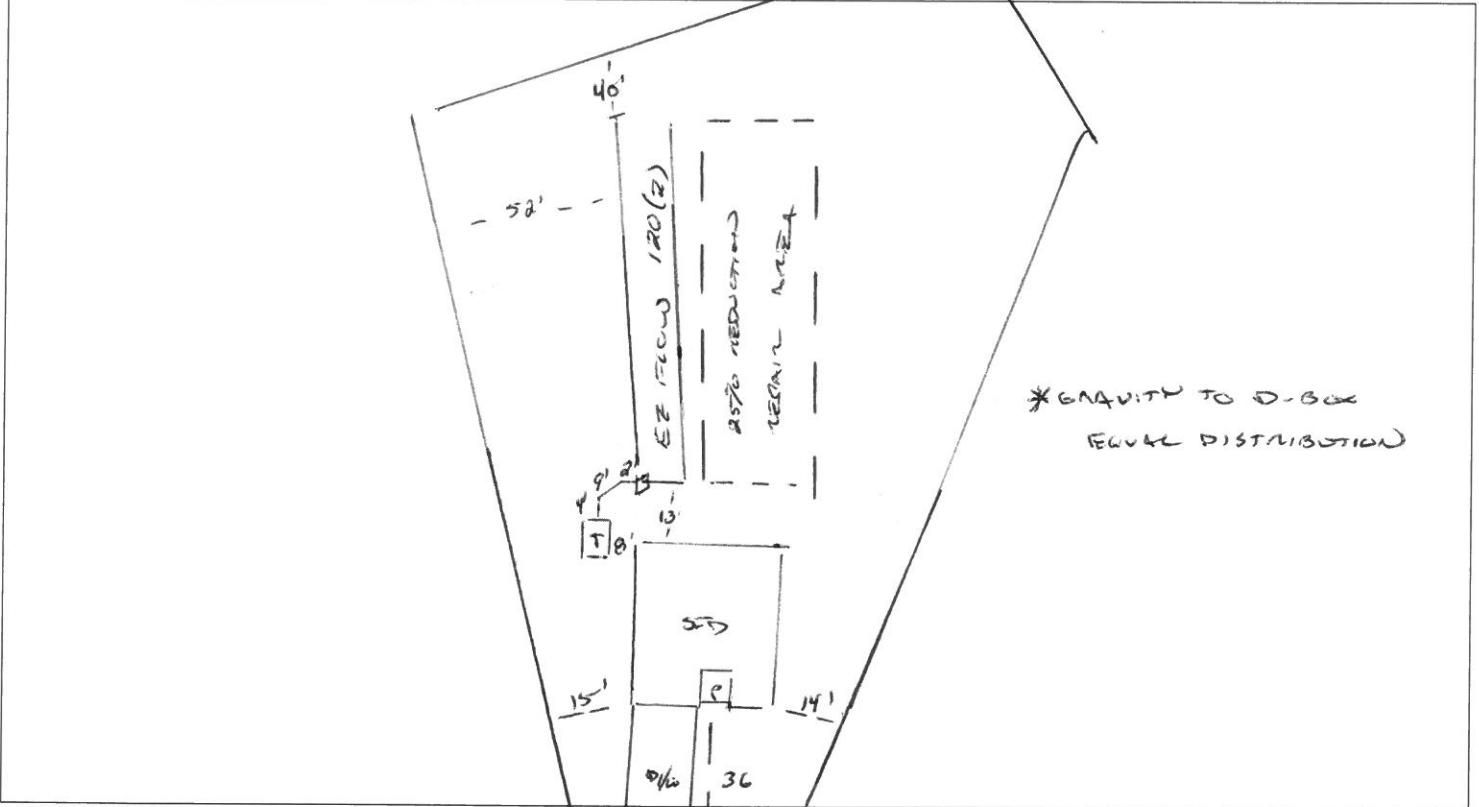 40'
52'
EZ FLOW 120(2)
25% REDUCTION
REPAIR AREA
*GRAVITY TO D-BOX
EQUAL DISTRIBUTION
2'
9'
4'
13'
T
8'
SFD
P
15'
14'
D/W
36